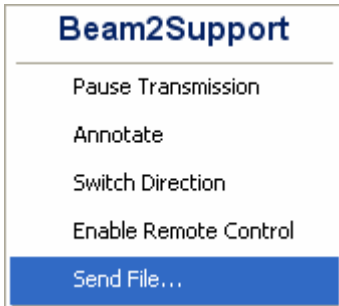 Beam2Support
Pause Transmission
Annotate
Switch Direction
Enable Remote Control
Send File...